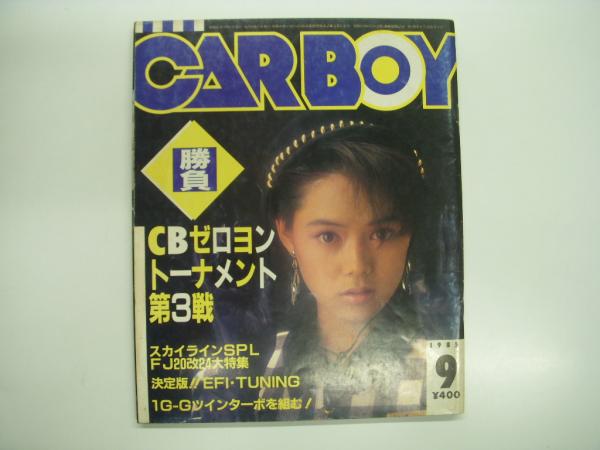 CARBOY
勝負
CBゼロヨン
トーナメント
第3戦
スカイラインSPL
FJ20改24大特集
決定版!! EFI・TUNING
1G-Gツインターボを組む!
1985
9
¥400